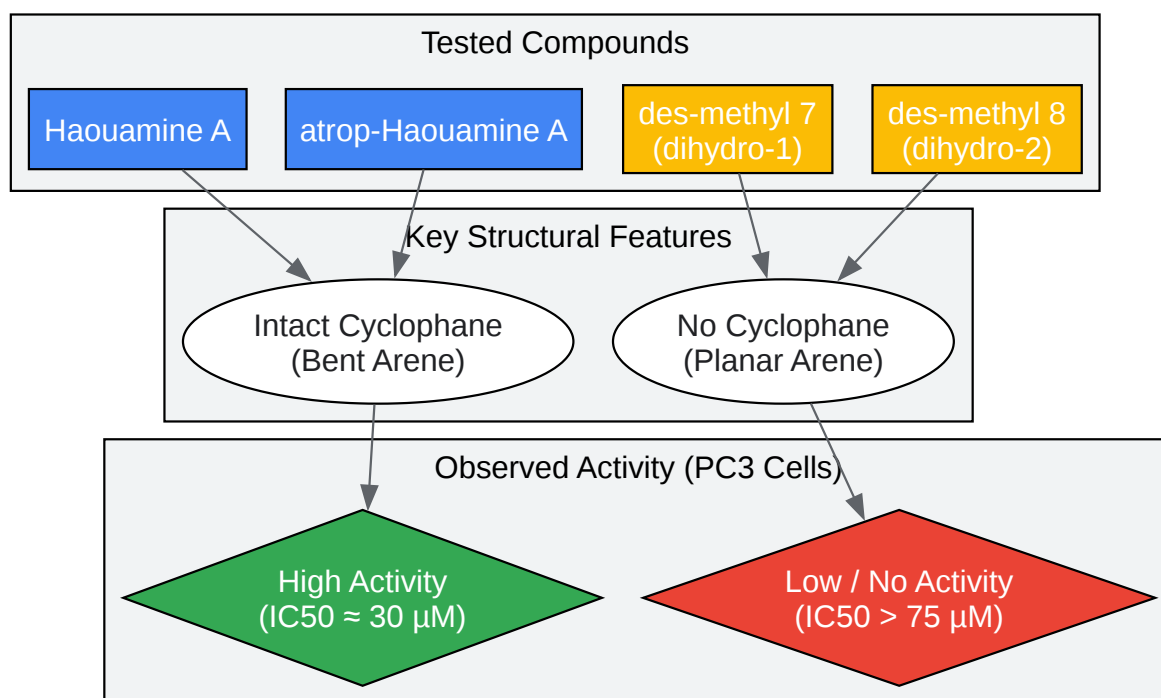 Tested Compounds
Haouamine A
atrop-Haouamine A
des-methyl 7
(dihydro-1)
des-methyl 8
(dihydro-2)
Key Structural Features
Intact Cyclophane
(Bent Arene)
No Cyclophane
(Planar Arene)
Observed Activity (PC3 Cells)
High Activity
(IC50 ≈ 30 µM)
Low / No Activity
(IC50 > 75 µM)